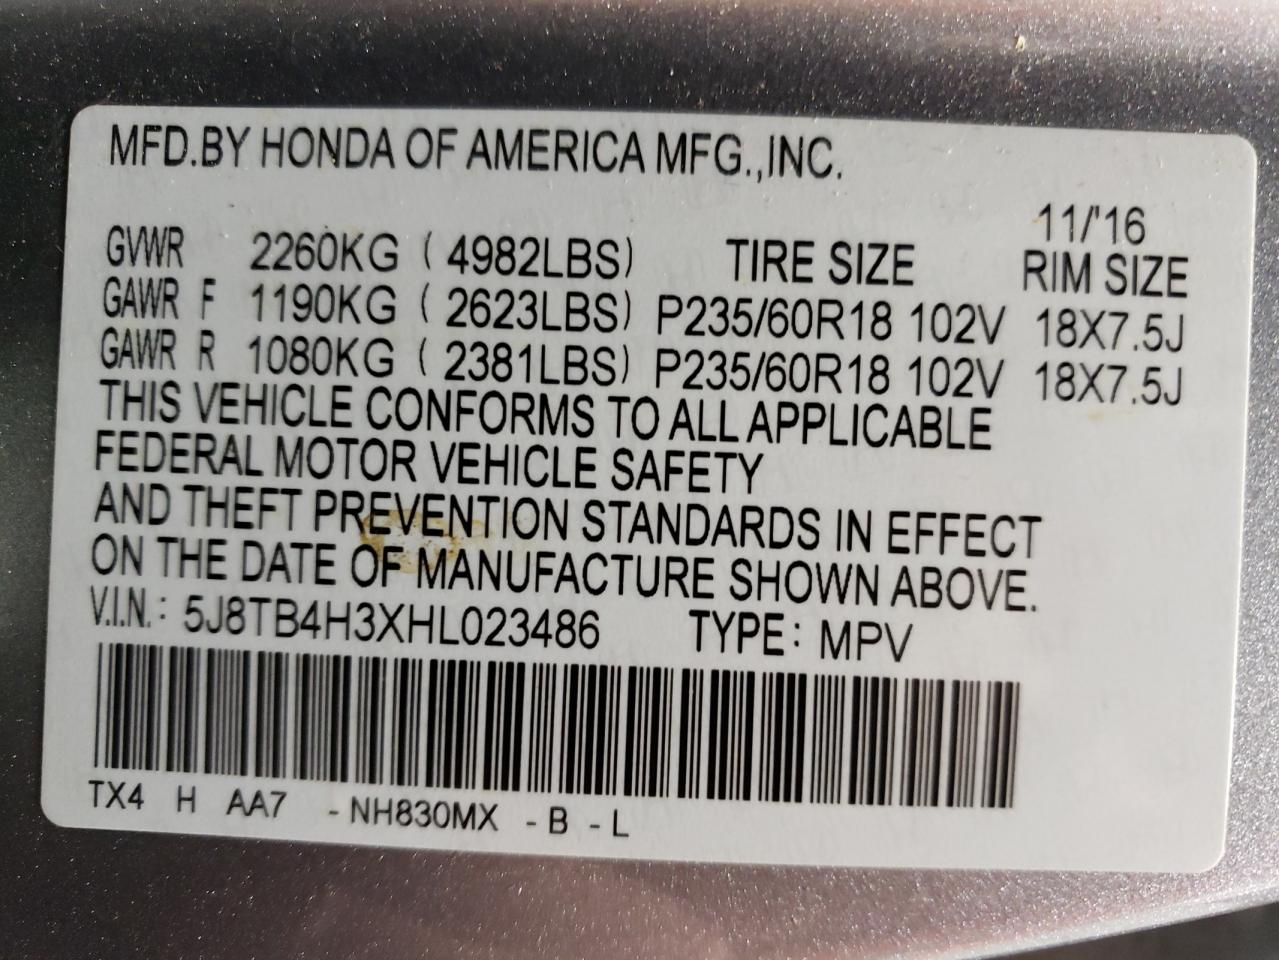 MFD.BY HONDA OF AMERICA MFG.,INC.
11/'16
GVWR 2260KG ( 4982LBS) TIRE SIZE RIM SIZE
GAWR F 1190KG ( 2623LBS) P235/60R18 102V 18X7.5J
GAWR R 1080KG ( 2381LBS) P235/60R18 102V 18X7.5J
THIS VEHICLE CONFORMS TO ALL APPLICABLE
FEDERAL MOTOR VEHICLE SAFETY
AND THEFT PREVENTION STANDARDS IN EFFECT
ON THE DATE OF MANUFACTURE SHOWN ABOVE.
V.I.N.: 5J8TB4H3XHL023486 TYPE: MPV
TX4 H AA7 -NH830MX -B -L